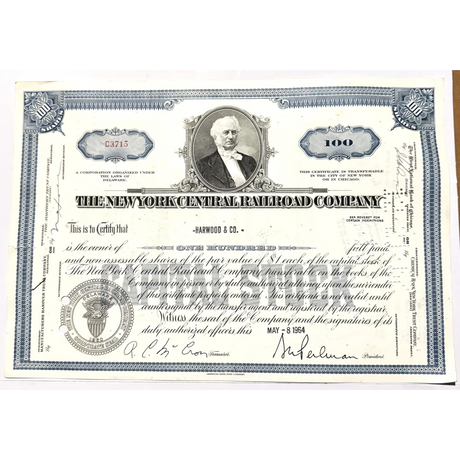 100
100
C3715
100
A CORPORATION ORGANIZED UNDER
THE LAWS OF
DELAWARE.
THIS CERTIFICATE IS TRANSFERABLE
IN THE CITY OF NEW YORK
OR IN CHICAGO.
THE NEW YORK CENTRAL RAILROAD COMPANY
SEE REVERSE FOR
CERTAIN DEFINITIONS
This is to Certify that
-HARWOOD & CO.-
is the owner of ONE HUNDRED full paid
and non-assessable shares of the par value of $1 each of the capital stock of
The New York Central Railroad Company, transferable on the books of the
Company in person or by duly authorized attorney upon surrender
of this certificate properly endorsed. This certificate is not valid until
countersigned by the transfer agent and registered by the registrar.
Witness the seal of the Company and the signatures of its
duly authorized officers this MAY -8 1964
CAPITAL STOCK
DELAWARE
Treasurer
President